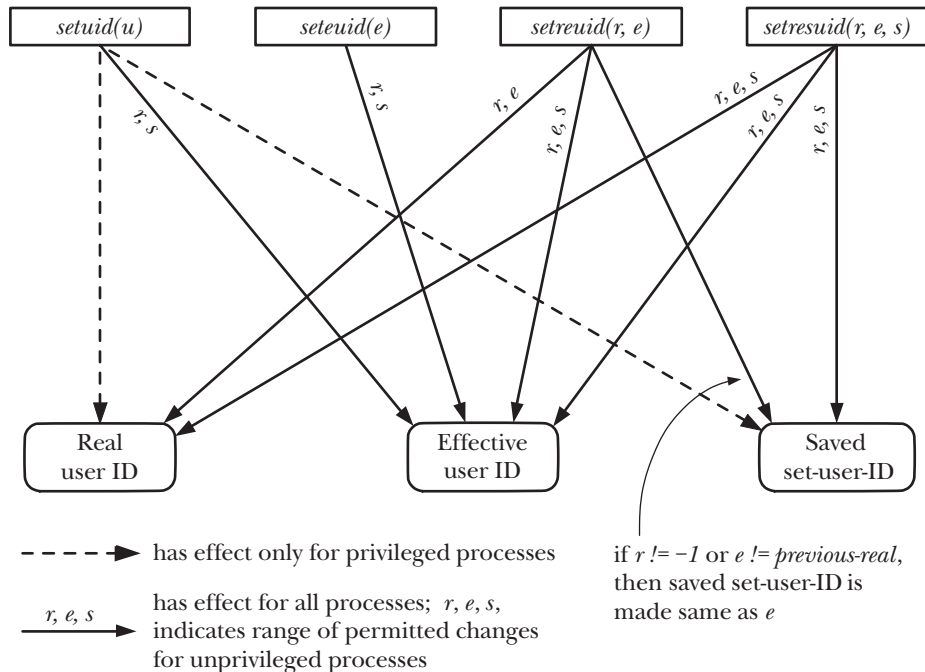 setuid(u)
seteuid(e)
setreuid(r, e)
setresuid(r, e, s)
r, s
r, s
r, e
r, e, s
r, e, s
r, e, s
r, e, s
Real
user ID
Effective
user ID
Saved
set-user-ID
has effect only for privileged processes
r, e, s
has effect for all processes; r, e, s,
indicates range of permitted changes
for unprivileged processes
if r != −1 or e != previous-real,
then saved set-user-ID is
made same as e